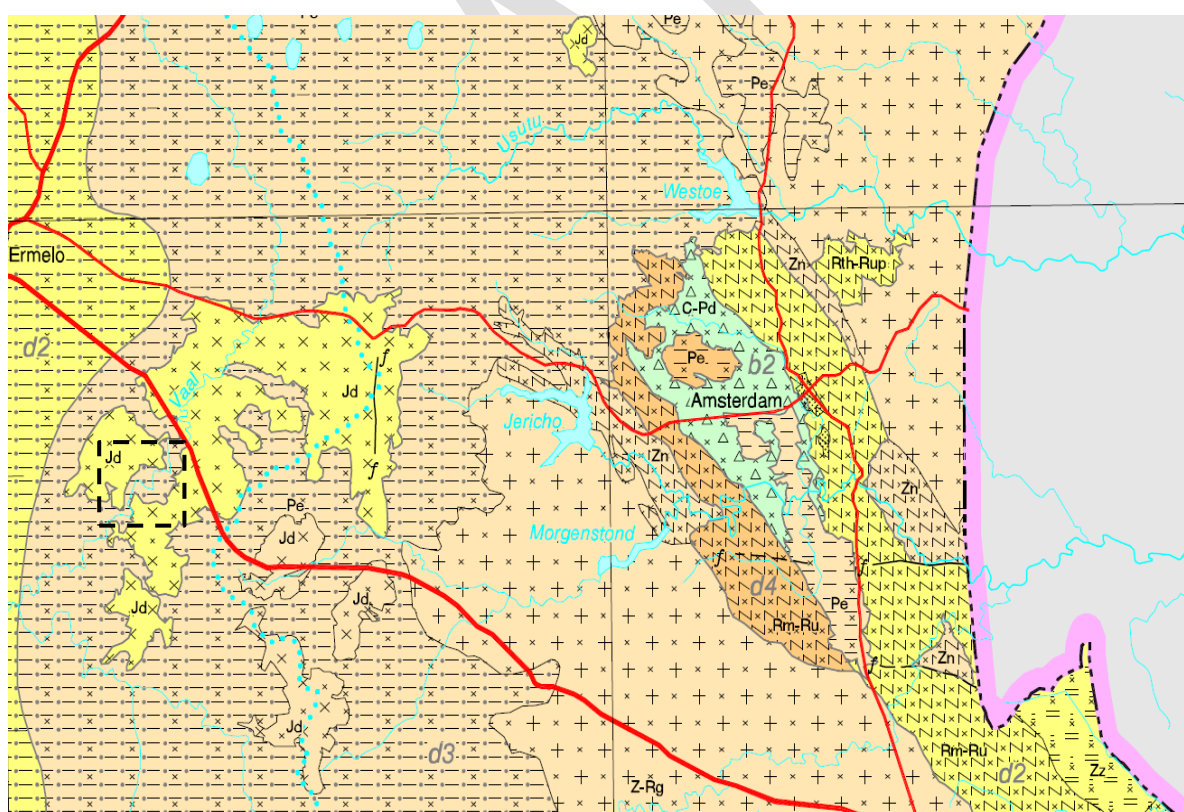 Pe
Jd
Pe
Usutu
Westoe
Ermelo
Zn
Rth-Rup
C-Pd
d2
f
Pe
b2
Jd
Vaal
Amsterdam
Jericho
Jd
f
Zn
Zn
Pe
Jd
Morgenstond
f
f
d4
Jd
Jd
Pe
Rm-Ru
Zn
f
Jd
d3
Rm-Ru
d2
Zz
Z-Rg